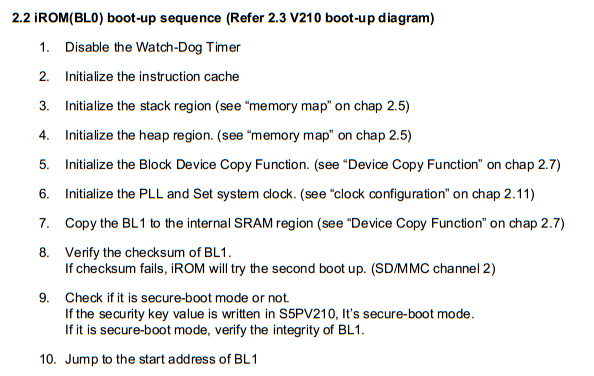 2.2 iROM(BL0) boot-up sequence (Refer 2.3 V210 boot-up diagram)
1. Disable the Watch-Dog Timer
2. Initialize the instruction cache
3. Initialize the stack region (see “memory map” on chap 2.5)
4. Initialize the heap region. (see “memory map” on chap 2.5)
5. Initialize the Block Device Copy Function. (see “Device Copy Function” on chap 2.7)
6. Initialize the PLL and Set system clock. (see “clock configuration” on chap 2.11)
7. Copy the BL1 to the internal SRAM region (see “Device Copy Function” on chap 2.7)
8. Verify the checksum of BL1.
If checksum fails, iROM will try the second boot up. (SD/MMC channel 2)
9. Check if it is secure-boot mode or not.
If the security key value is written in S5PV210, It’s secure-boot mode.
If it is secure-boot mode, verify the integrity of BL1.
10. Jump to the start address of BL1